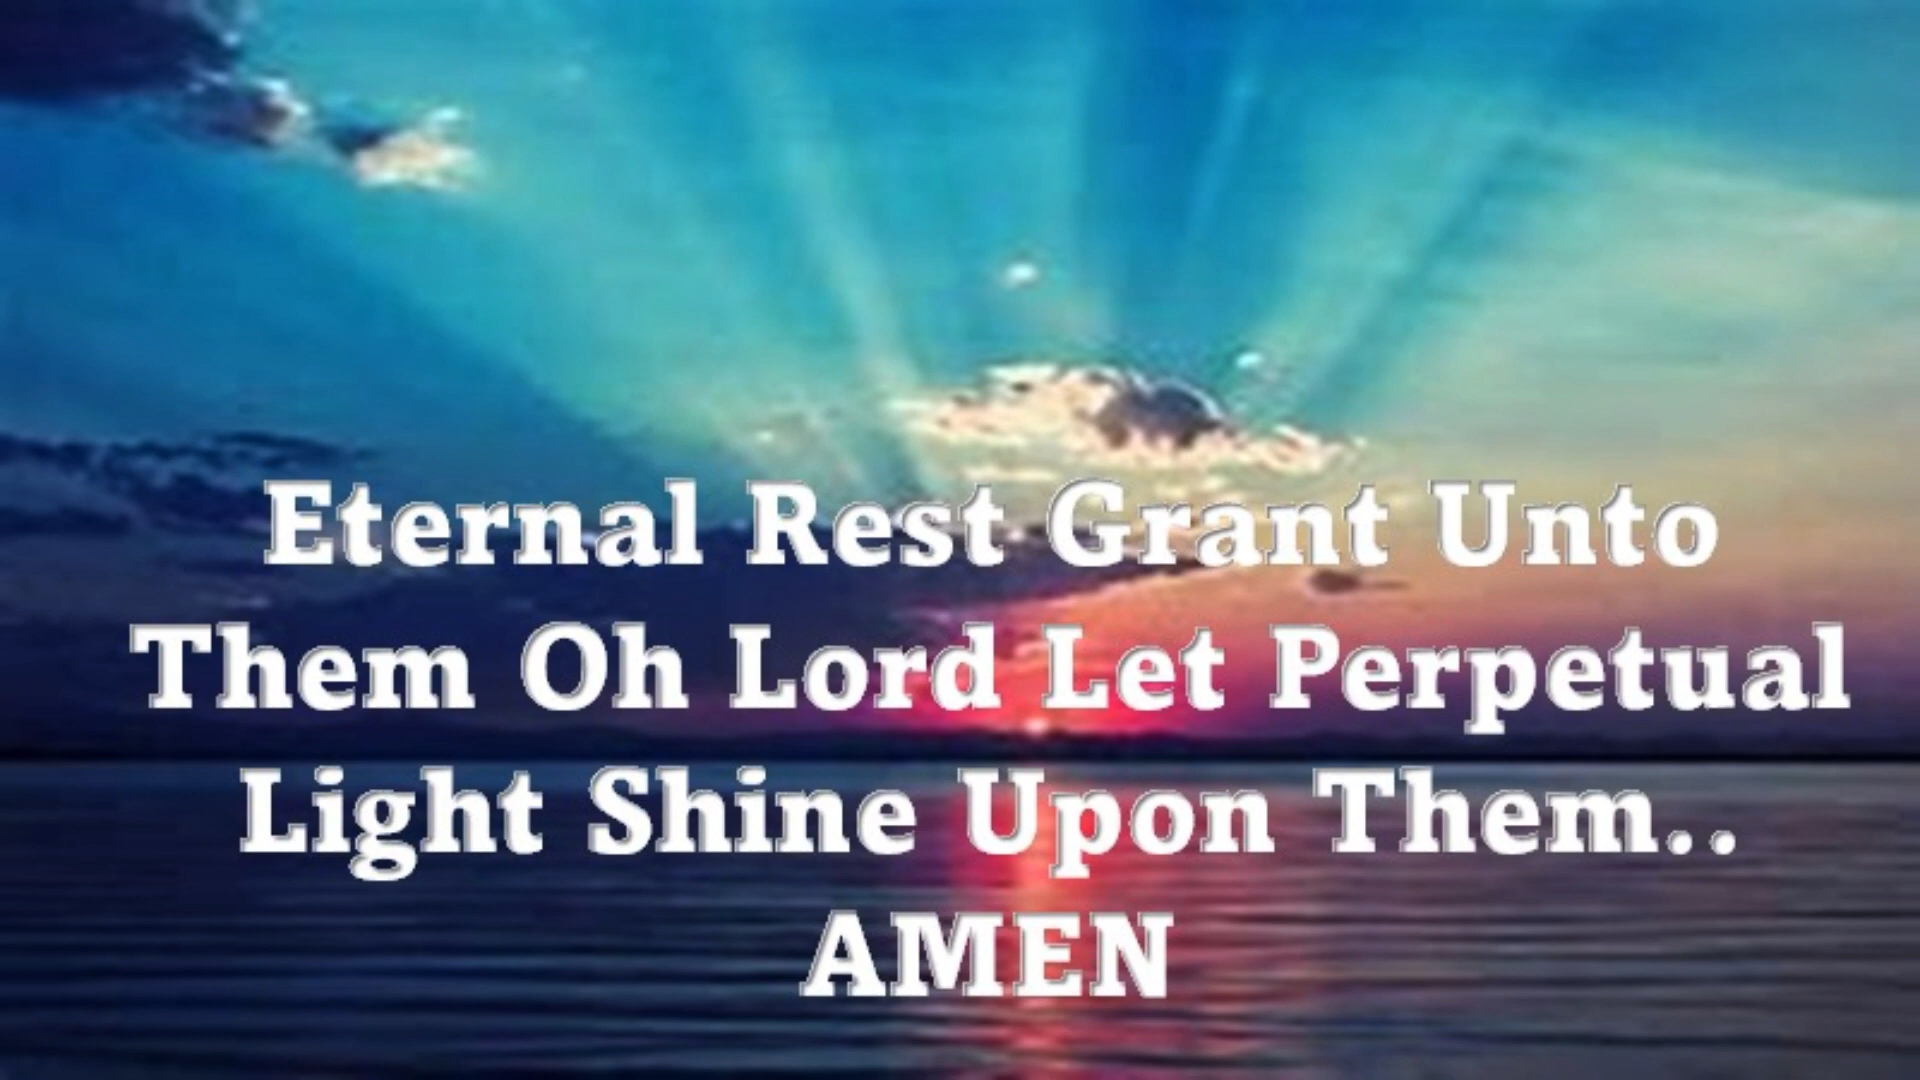 Eternal Rest Grant Unto
Them Oh Lord Let Perpetual
Light Shine Upon Them..
AMEN